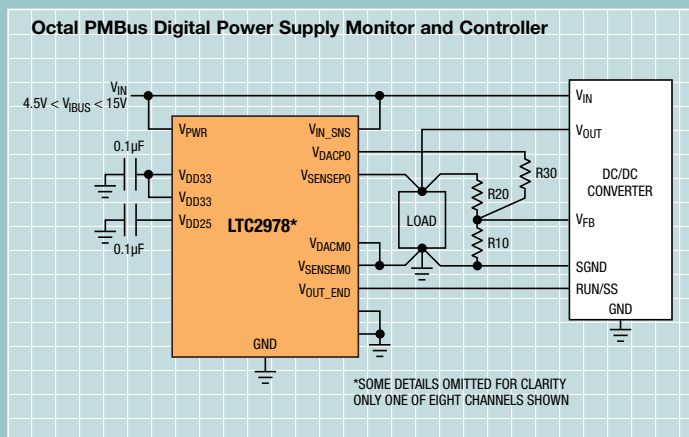 Octal PMBus Digital Power Supply Monitor and Controller
VIN
4.5V < VIBUS < 15V
VPWR
VIN_SNS
VDACP0
VSENSEP0
0.1µF
VDD33
VDD33
VDD25
0.1µF
LTC2978*
VDACM0
VSENSEM0
VOUT_END
GND
LOAD
R20
R30
R10
VIN
VOUT
DC/DC
CONVERTER
VFB
SGND
RUN/SS
GND
*SOME DETAILS OMITTED FOR CLARITY
ONLY ONE OF EIGHT CHANNELS SHOWN